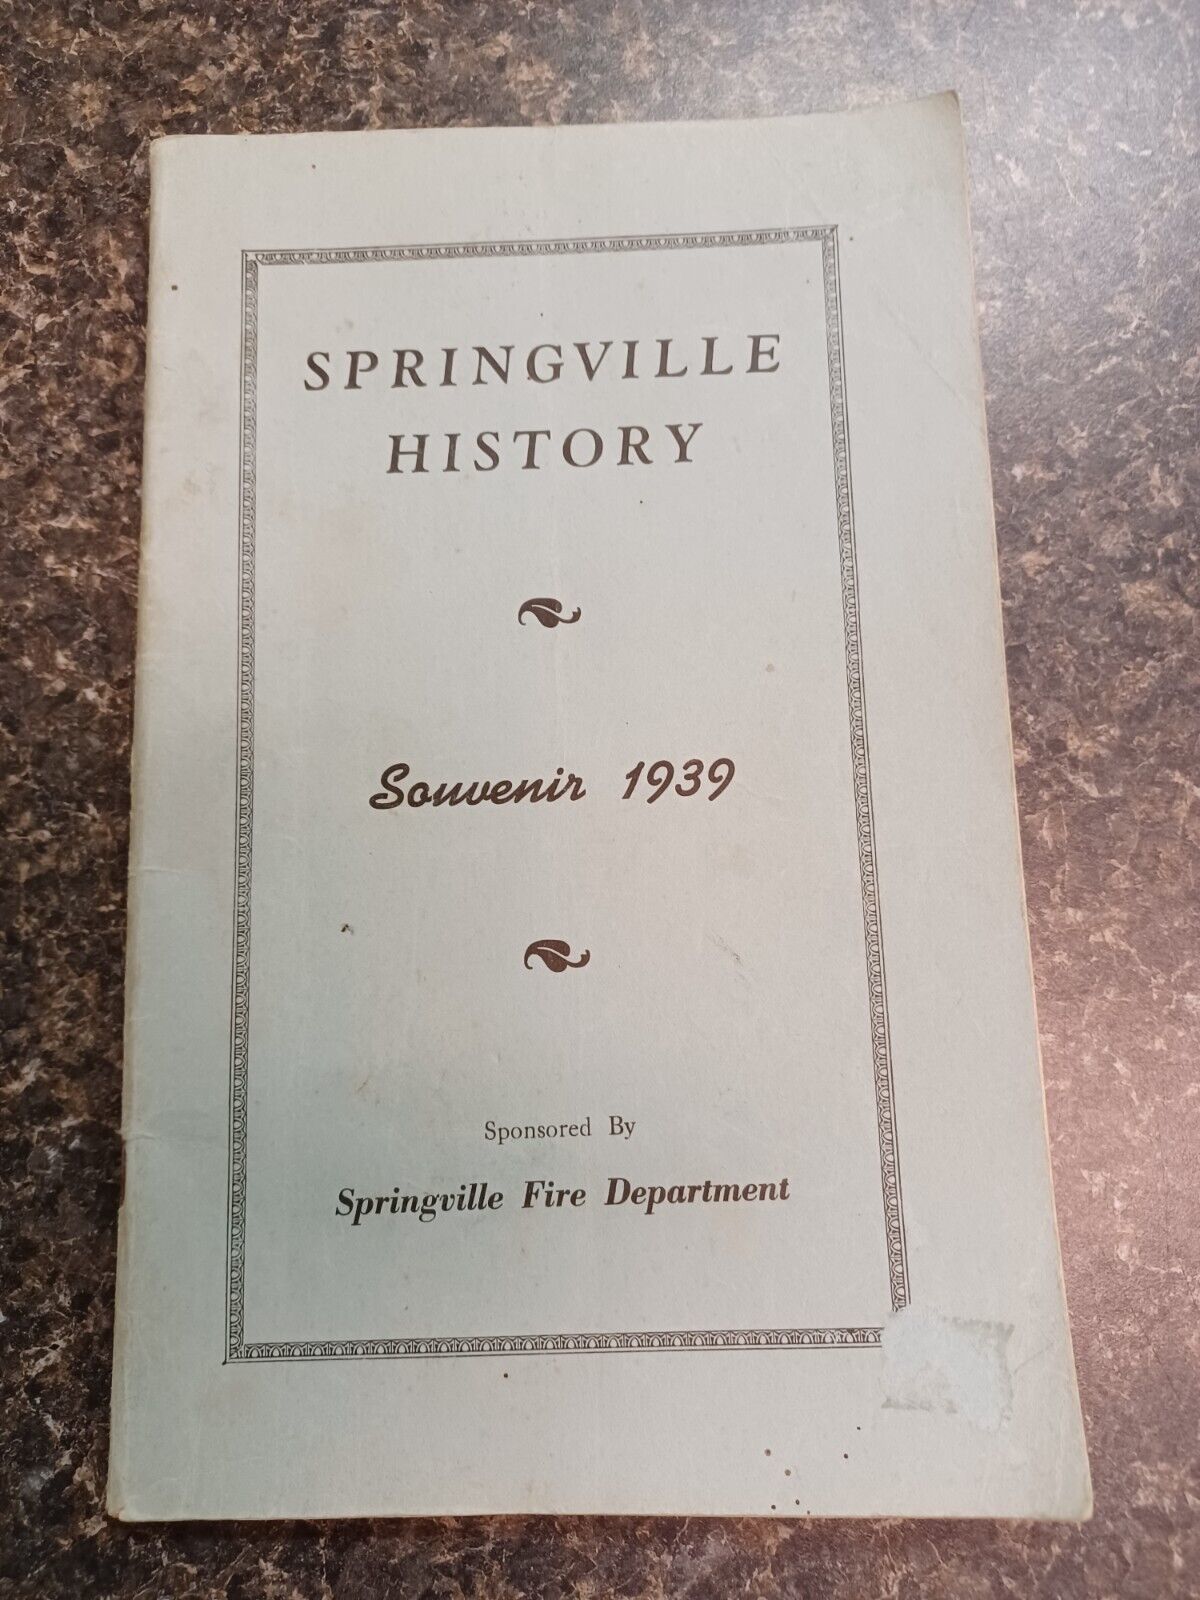 SPRINGVILLE
HISTORY
Souvenir 1939
Sponsored By
Springville Fire Department